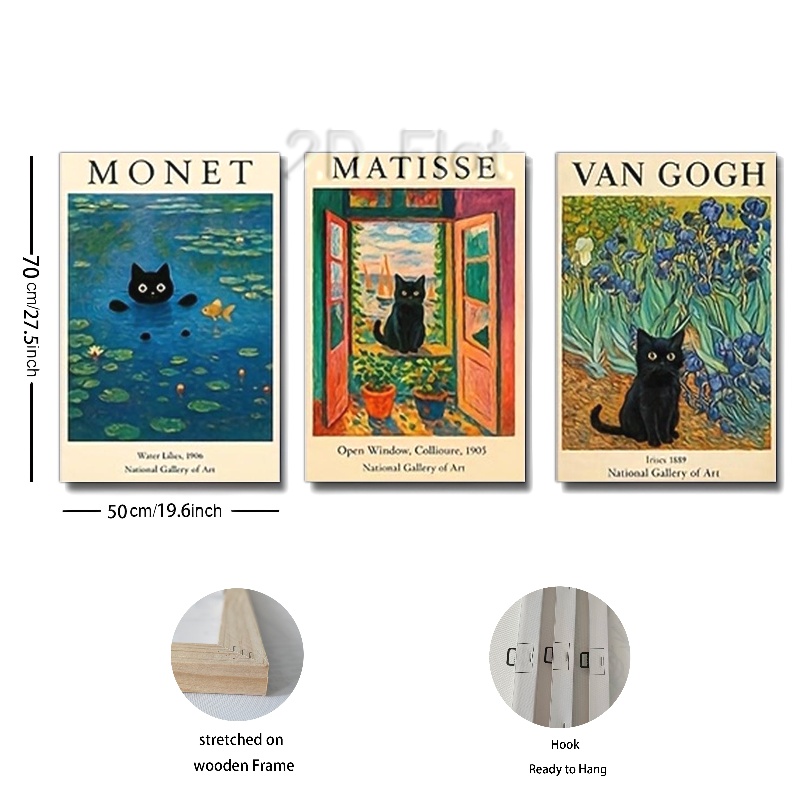 2D Flat
MONET
MATISSE
VAN GOGH
Water Lilies, 1906
National Gallery of Art
Open Window, Collioure, 1905
National Gallery of Art
Irises 1889
National Gallery of Art
70cm/27.5inch
50cm/19.6inch
stretched on
wooden Frame
Hook
Ready to Hang